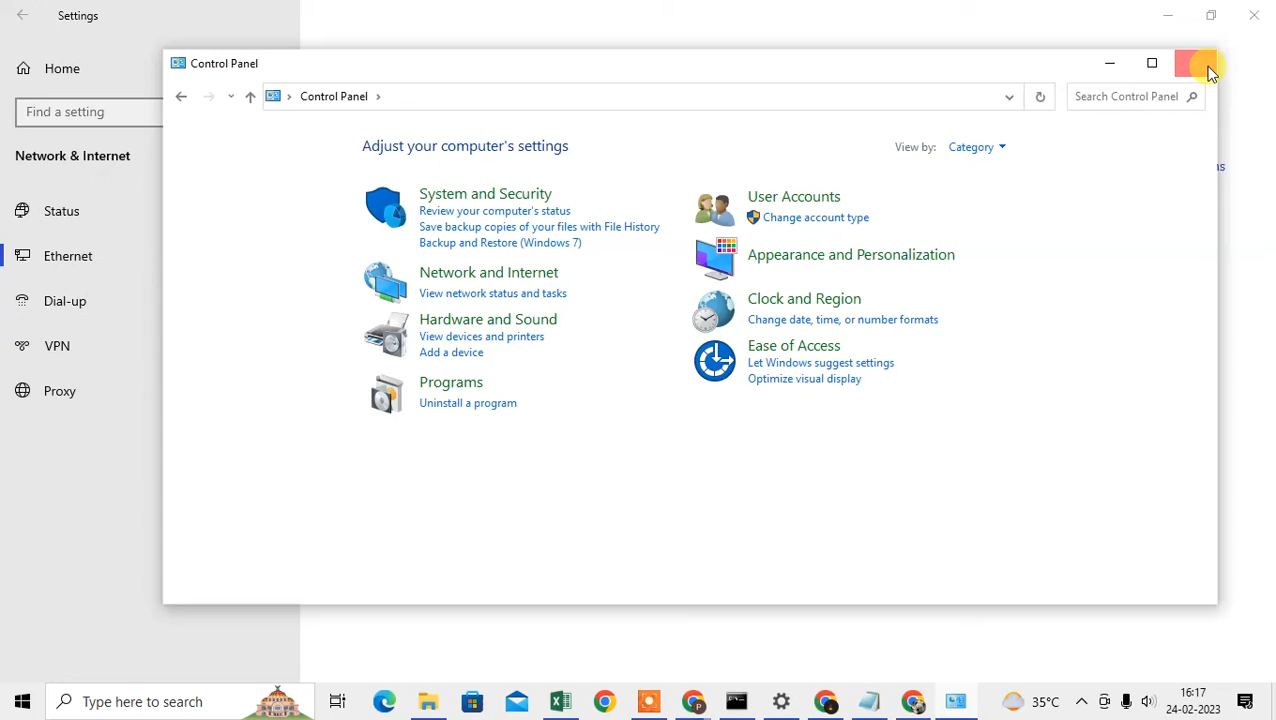 Settings
Home
Find a setting
Network & Internet
Status
Ethernet
Dial-up
VPN
Proxy
Control Panel
Control Panel
Search Control Panel
Adjust your computer's settings
View by: Category
System and Security
Review your computer's status
Save backup copies of your files with File History
Backup and Restore (Windows 7)
Network and Internet
View network status and tasks
Hardware and Sound
View devices and printers
Add a device
Programs
Uninstall a program
User Accounts
Change account type
Appearance and Personalization
Clock and Region
Change date, time, or number formats
Ease of Access
Let Windows suggest settings
Optimize visual display
Type here to search
35°C
16:17
24-02-2023